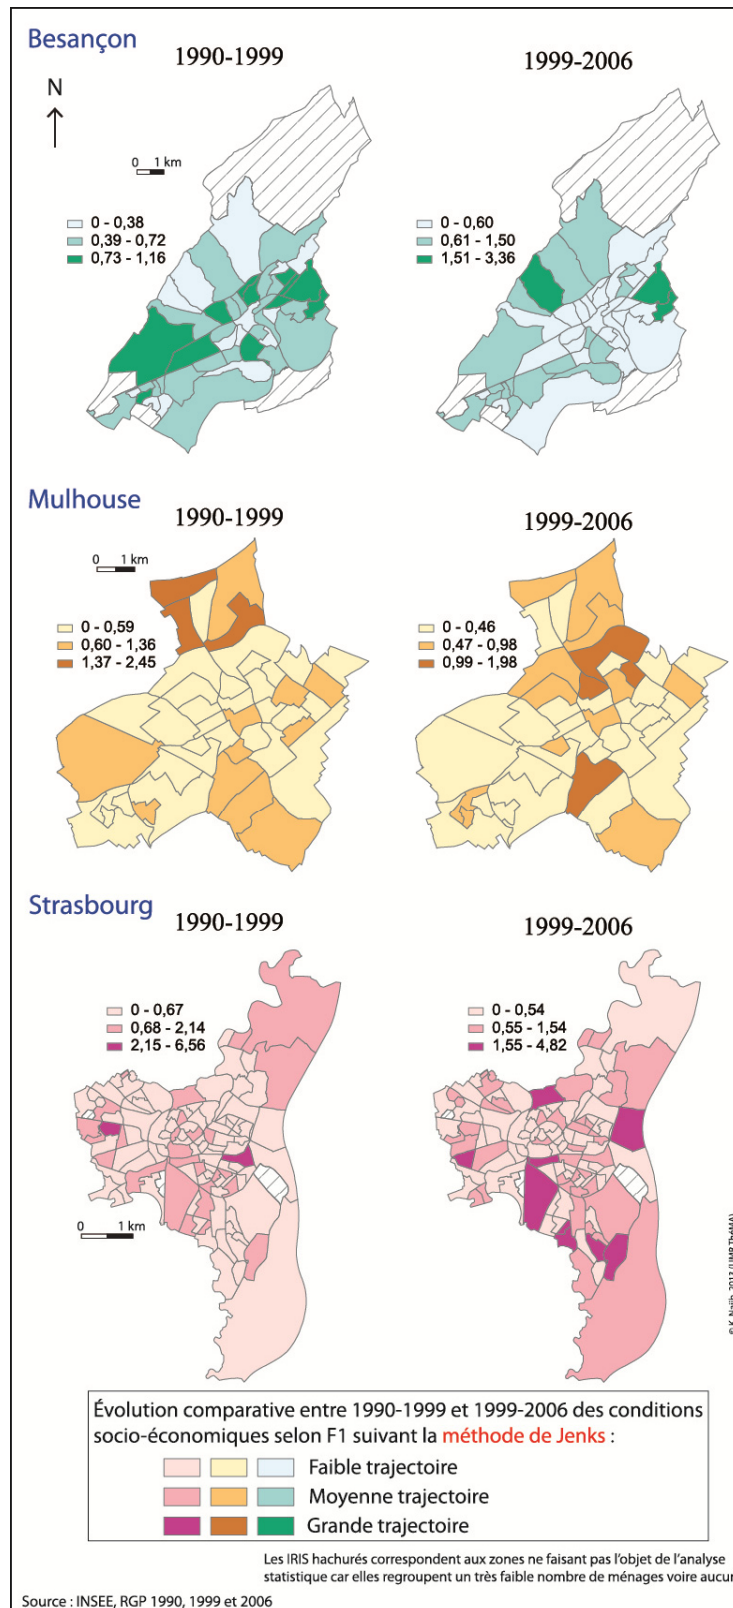 Besançon
1990-1999
1999-2006
N
0 1 km
0 - 0,38
0,39 - 0,72
0,73 - 1,16
0 - 0,60
0,61 - 1,50
1,51 - 3,36
Mulhouse
1990-1999
1999-2006
0 1 km
0 - 0,59
0,60 - 1,36
1,37 - 2,45
0 - 0,46
0,47 - 0,98
0,99 - 1,98
Strasbourg
1990-1999
1999-2006
0 - 0,67
0,68 - 2,14
2,15 - 6,56
0 - 0,54
0,55 - 1,54
1,55 - 4,82
0 1 km
© K. Najib, 2013 (UMR ThéMA)
Évolution comparative entre 1990-1999 et 1999-2006 des conditions
socio-économiques selon F1 suivant la méthode de Jenks :
Faible trajectoire
Moyenne trajectoire
Grande trajectoire
Les IRIS hachurés correspondent aux zones ne faisant pas l'objet de l'analyse
statistique car elles regroupent un très faible nombre de ménages voire aucun
Source : INSEE, RGP 1990, 1999 et 2006